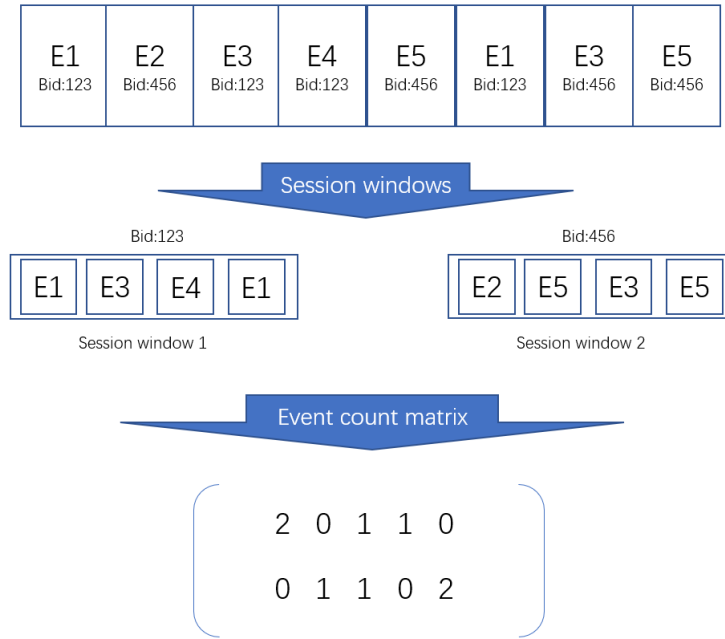 E1 E2 E3 E4 E5 E1 E3 E5
Bid:123 Bid:456 Bid:123 Bid:123 Bid:456 Bid:123 Bid:456 Bid:456
Session windows
Bid:123 Bid:456
E1 E3 E4 E1 E2 E5 E3 E5
Session window 1 Session window 2
Event count matrix
2 0 1 1 0
0 1 1 0 2